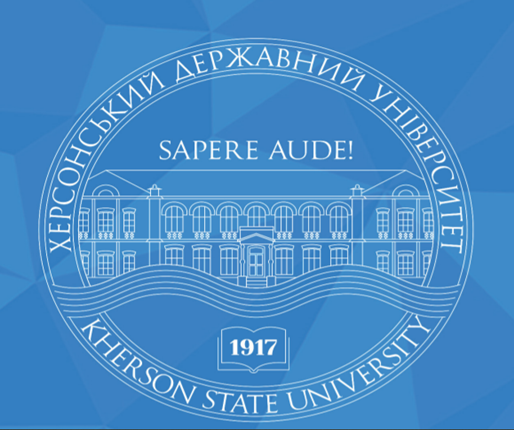 ХЕРСОНСЬКИЙ ДЕРЖАВНИЙ УНІВЕРСИТЕТ
SAPERE AUDE!
1917
KHERSON STATE UNIVERSITY